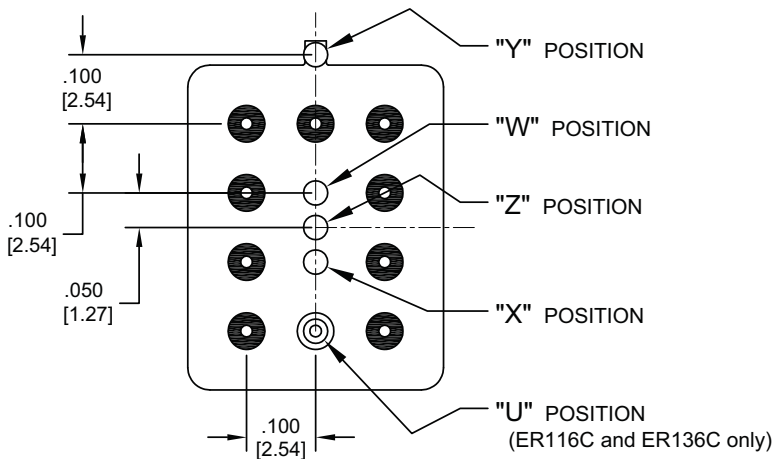 "Y" POSITION
.100
[2.54]
"W" POSITION
"Z" POSITION
.100
[2.54]
.050
[1.27]
"X" POSITION
"U" POSITION
(ER116C and ER136C only)
.100
[2.54]